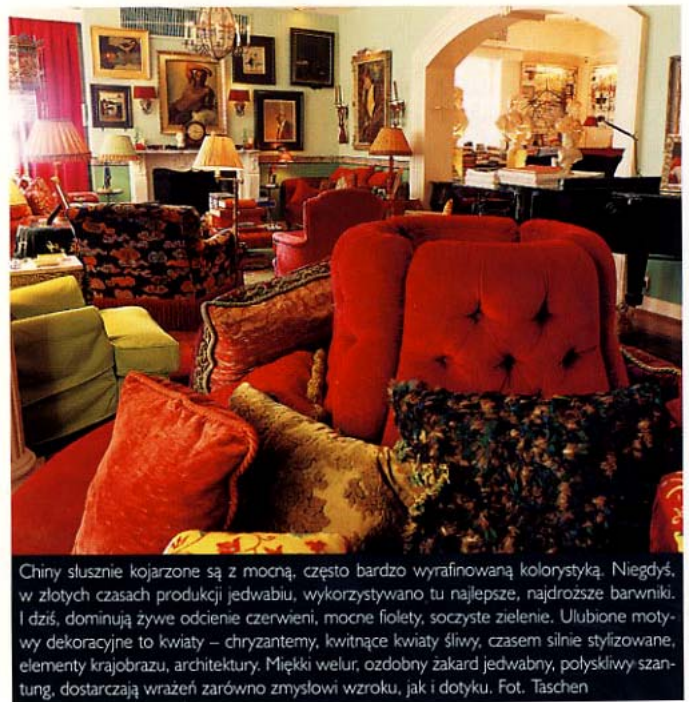 Chiny słusznie kojarzone są z mocną, często bardzo wyrafinowaną kolorystyką. Niegdyś,
w złotych czasach produkcji jedwabiu, wykorzystywano tu najlepsze, najdroższe barwniki.
I dziś, dominują żywe odcienie czerwieni, mocne fiolety, soczyste zielenie. Ulubione moty-
wy dekoracyjne to kwiaty – chryzantemy, kwitnące kwiaty śliwy, czasem silnie stylizowane,
elementy krajobrazu, architektury. Miękki welur, ozdobny żakard jedwabny, połyskliwy szan-
tung, dostarczają wrażeń zarówno zmysłowi wzroku, jak i dotyku. Fot. Taschen